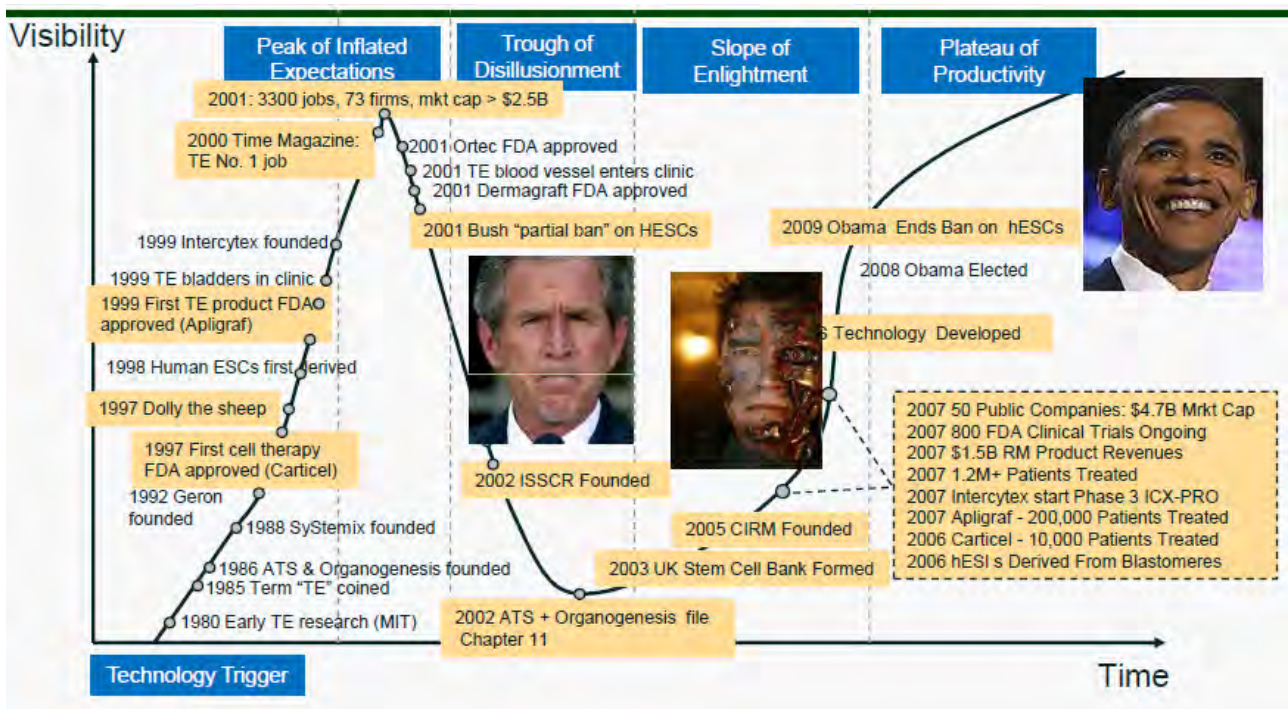 Visibility
Peak of Inflated
Expectations
Trough of
Disillusionment
Slope of
Enlightment
Plateau of
Productivity
2001: 3300 jobs, 73 firms, mkt cap > $2.5B
2000 Time Magazine:
TE No. 1 job
2001 Ortec FDA approved
2001 TE blood vessel enters clinic
2001 Dermagraft FDA approved
2001 Bush "partial ban" on HESCs
1999 Intercytex founded
1999 TE bladders in clinic
1999 First TE product FDA
approved (Apligraf)
1998 Human ESCs first derived
1997 Dolly the sheep
1997 First cell therapy
FDA approved (Carticel)
1992 Geron
founded
1988 SyStemix founded
1986 ATS & Organogenesis founded
1985 Term "TE" coined
1980 Early TE research (MIT)
Technology Trigger
2002 ISSCR Founded
2002 ATS + Organogenesis file
Chapter 11
2003 UK Stem Cell Bank Formed
2005 CIRM Founded
2009 Obama Ends Ban on hESCs
2008 Obama Elected
S Technology Developed
2007 50 Public Companies: $4.7B Mrkt Cap
2007 800 FDA Clinical Trials Ongoing
2007 $1.5B RM Product Revenues
2007 1.2M+ Patients Treated
2007 Intercytex start Phase 3 ICX-PRO
2007 Apligraf - 200,000 Patients Treated
2006 Carticel - 10,000 Patients Treated
2006 Derived From Blastomeres
Time